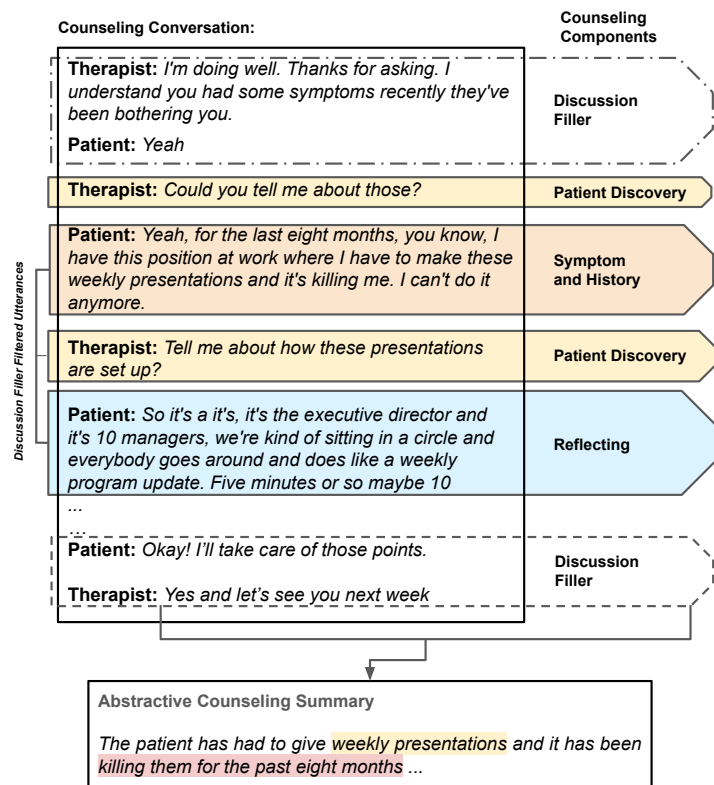 Counseling Conversation:
Counseling
Components
Therapist: I'm doing well. Thanks for asking. I
understand you had some symptoms recently they've
been bothering you.
Patient: Yeah
Discussion
Filler
Therapist: Could you tell me about those?
Patient Discovery
Patient: Yeah, for the last eight months, you know, I
have this position at work where I have to make these
weekly presentations and it's killing me. I can't do it
anymore.
Symptom
and History
Discussion Filler Filtered Utterances
Therapist: Tell me about how these presentations
are set up?
Patient Discovery
Patient: So it's a it's, it's the executive director and
it's 10 managers, we're kind of sitting in a circle and
everybody goes around and does like a weekly
program update. Five minutes or so maybe 10
Reflecting
...
...
Patient: Okay! I'll take care of those points.
Therapist: Yes and let's see you next week
Discussion
Filler
Abstractive Counseling Summary
The patient has had to give weekly presentations and it has been
killing them for the past eight months ...